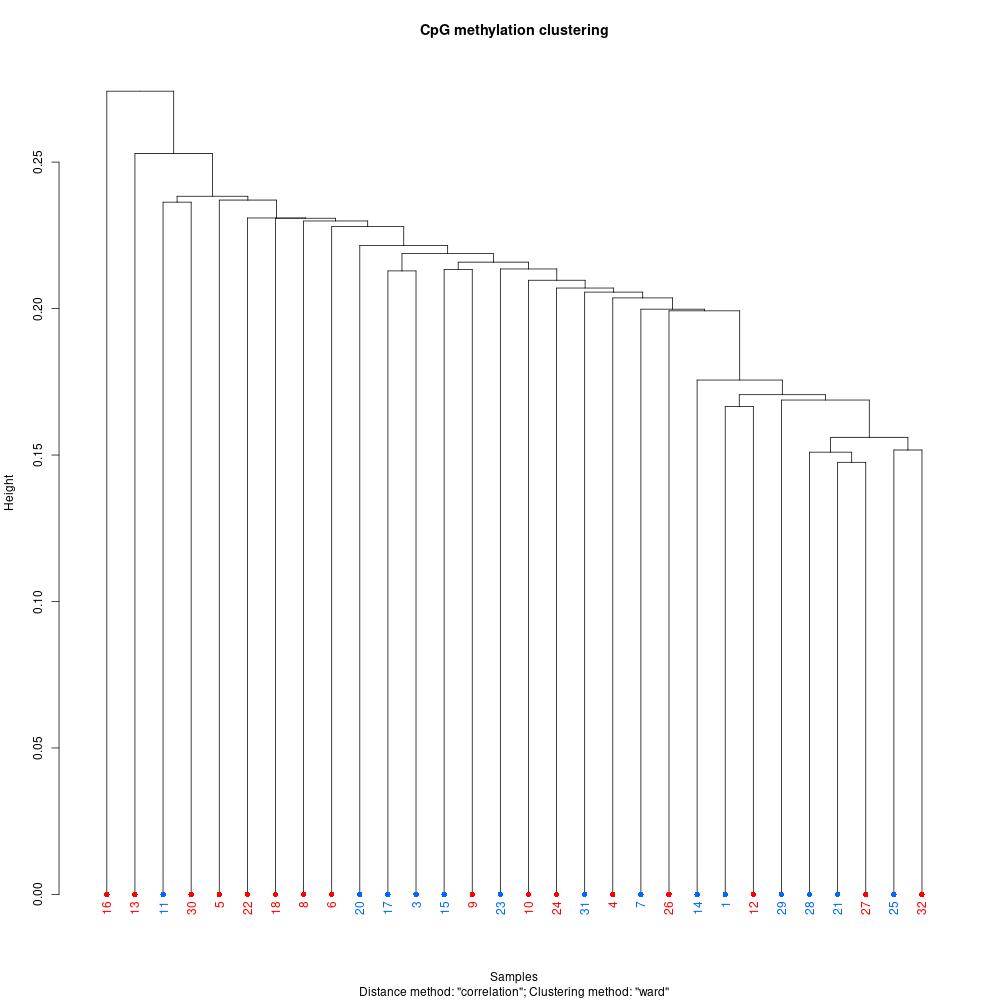 CpG methylation clustering
Height
0.25
0.20
0.15
0.10
0.05
0.00
16 13 11 30 5 22 18 8 6 20 17 3 15 9 23 10 24 31 4 7 26 14 1 12 29 28 21 27 25 32
Samples
Distance method: "correlation"; Clustering method: "ward"